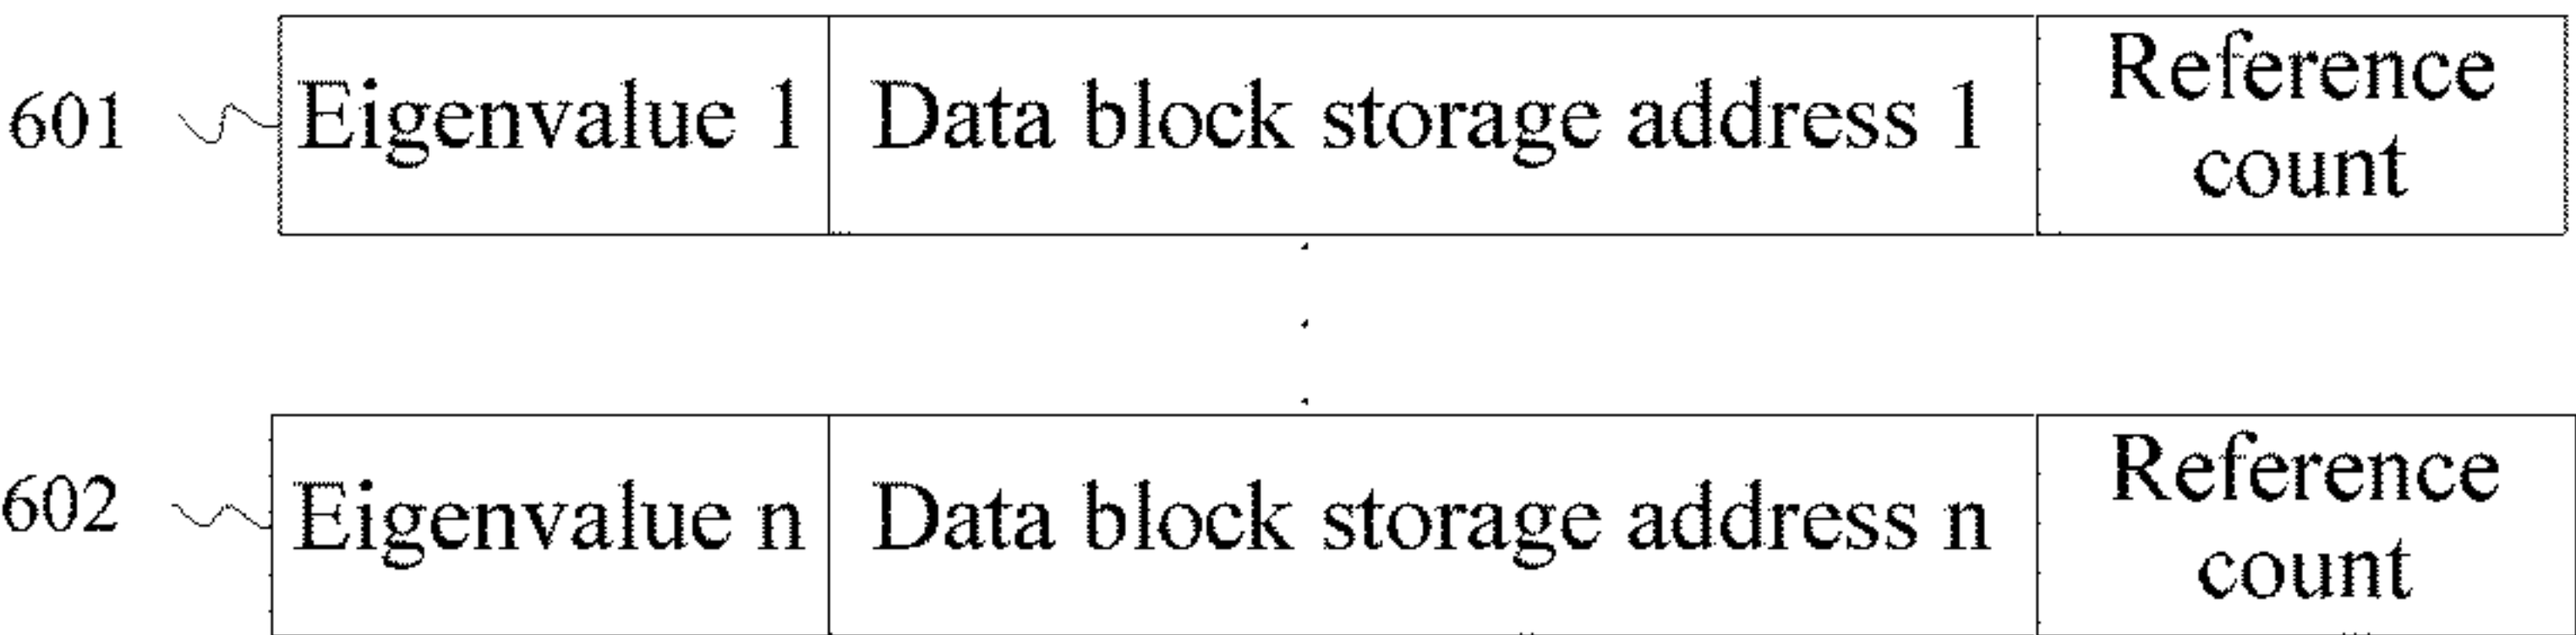 601 Eigenvalue 1 Data block storage address 1 Reference
count
602 Eigenvalue n Data block storage address n Reference
count